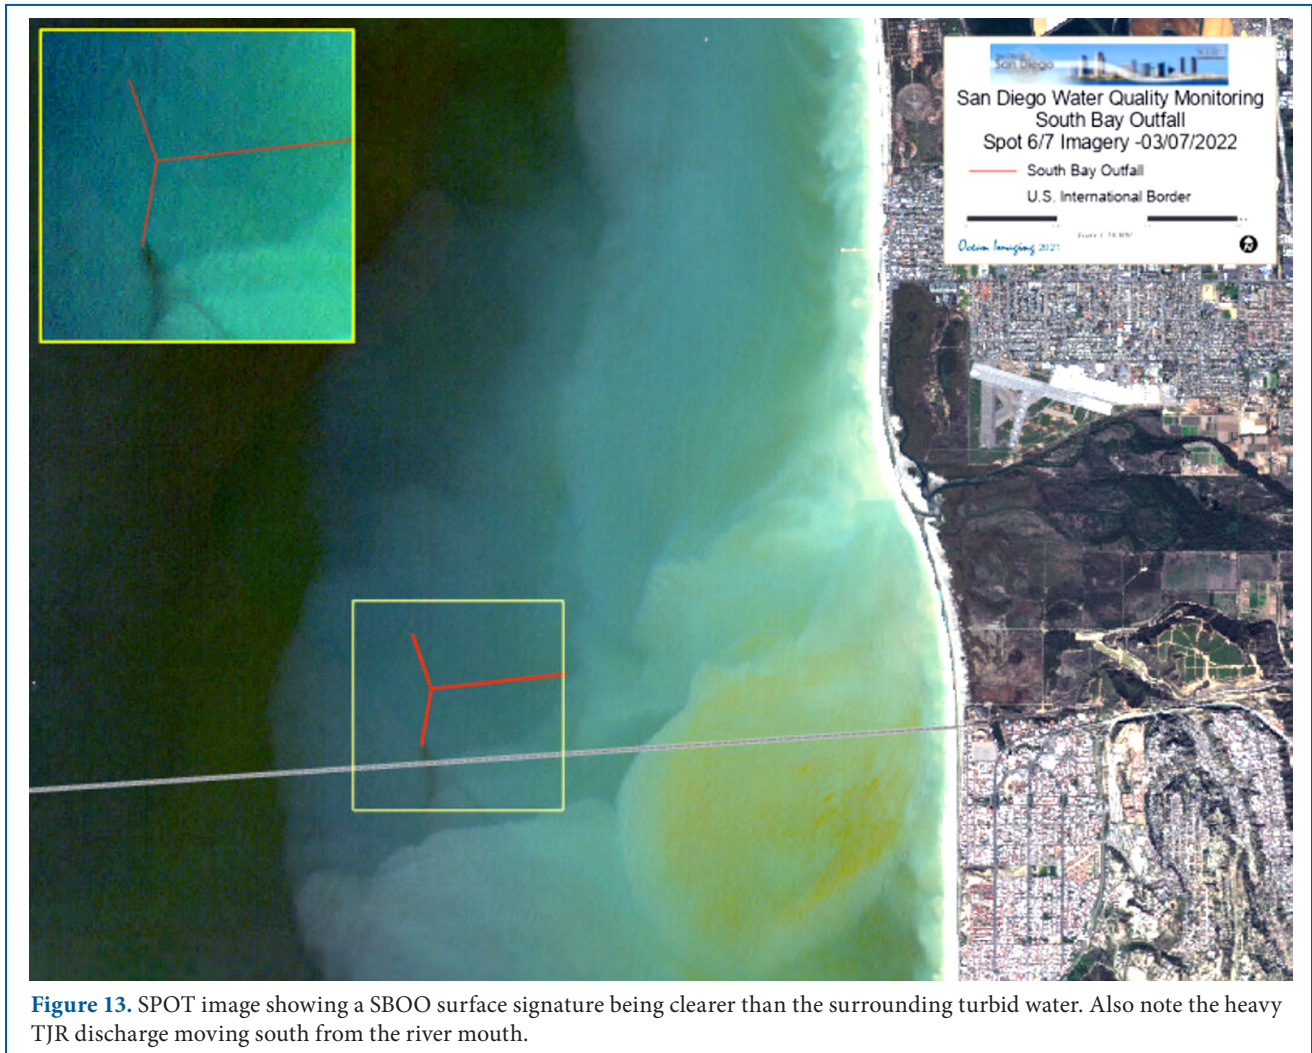 San Diego
San Diego Water Quality Monitoring
South Bay Outfall
Spot 6/7 Imagery -03/07/2022
South Bay Outfall
U.S. International Border
Ocean Imaging 2021
Figure 13. SPOT image showing a SBOO surface signature being clearer than the surrounding turbid water. Also note the heavy
TJR discharge moving south from the river mouth.